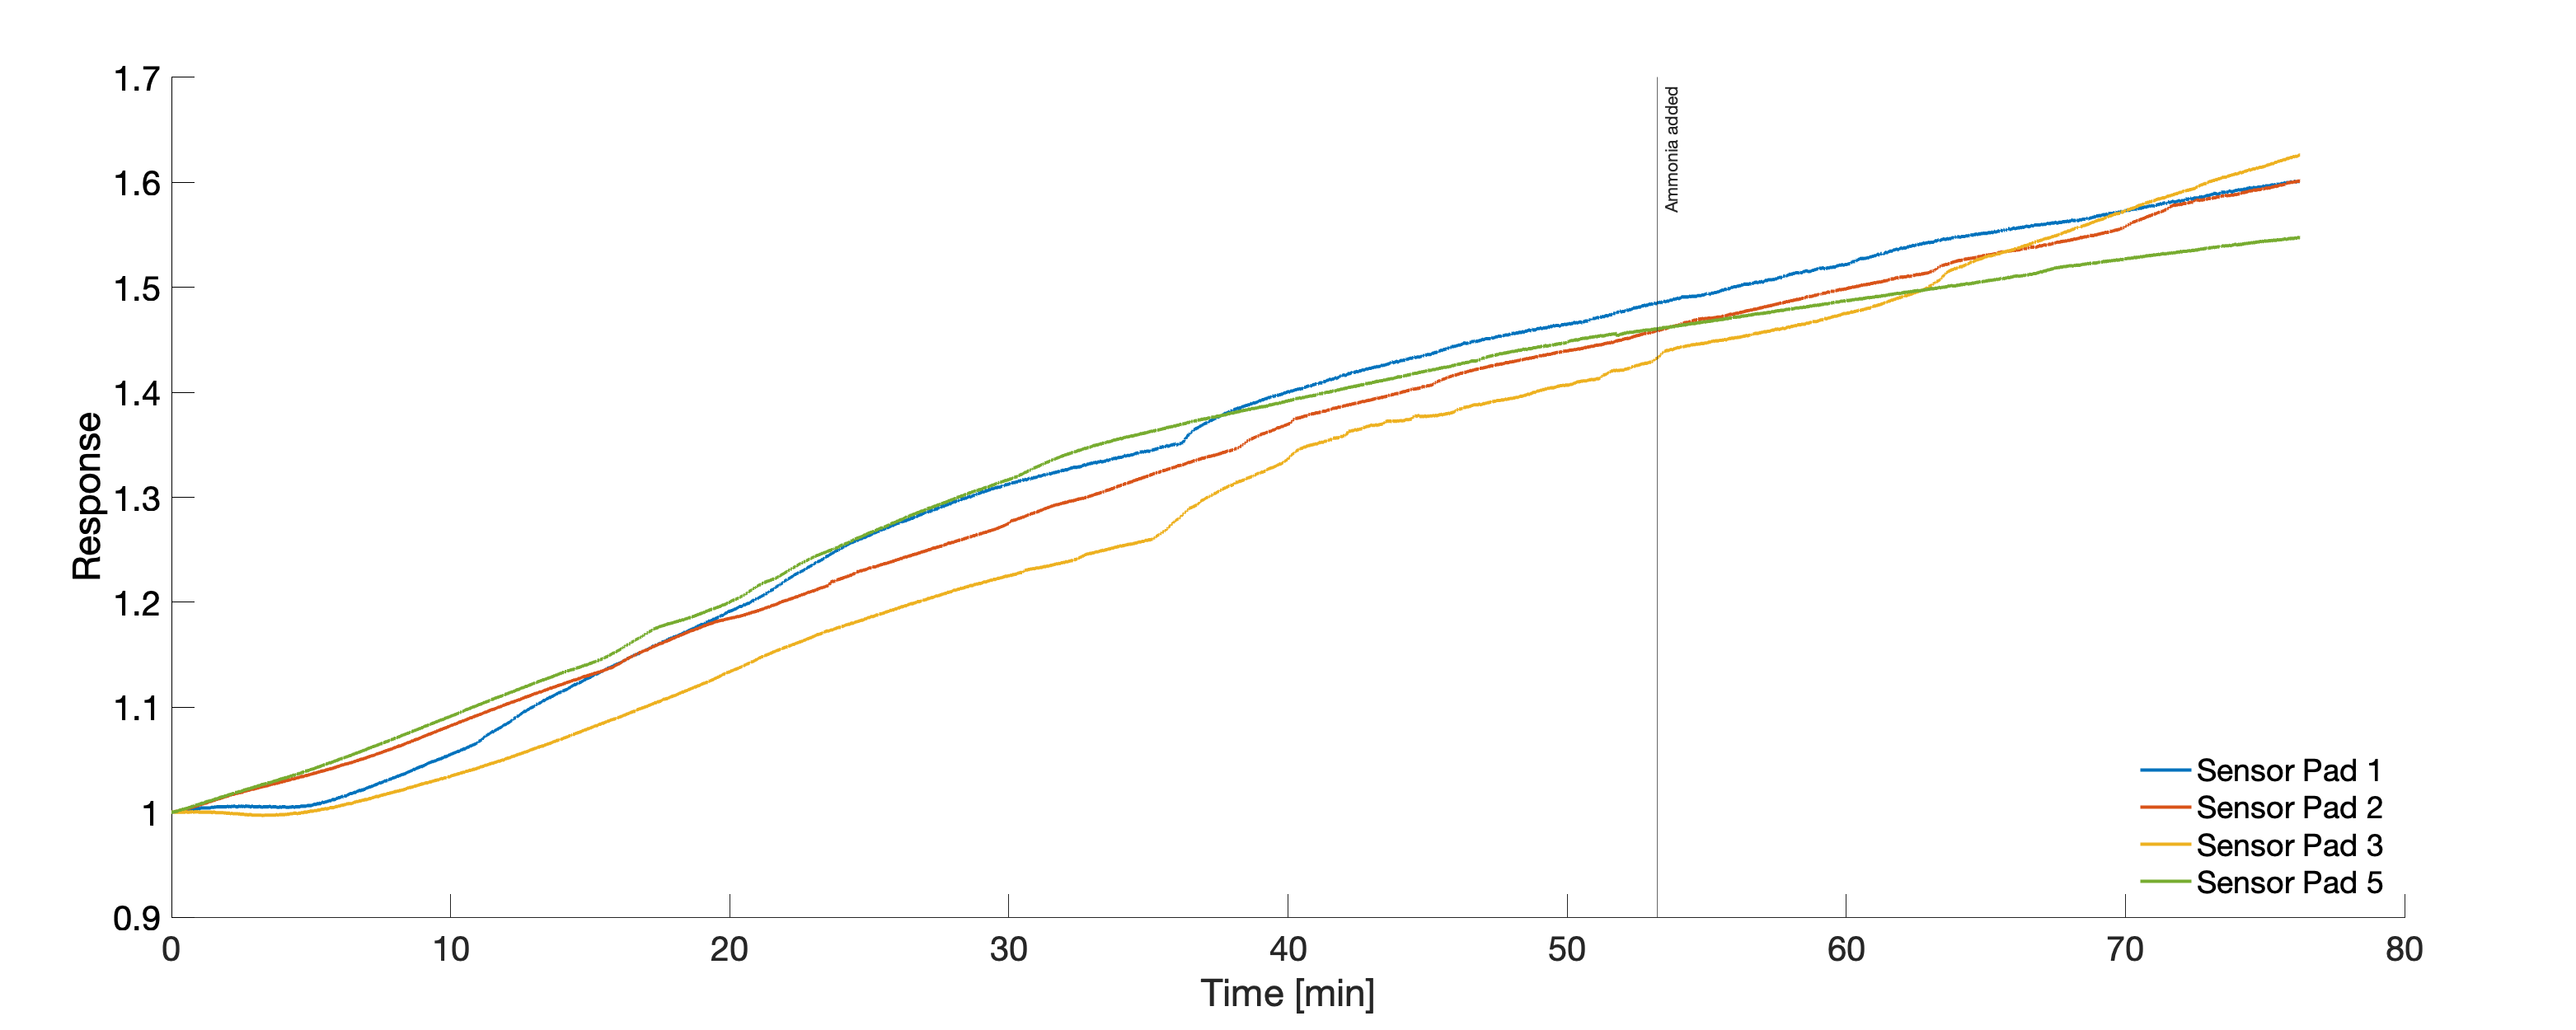 1.7
1.6
1.5
1.4
1.3
1.2
1.1
1
0.9
Response
0 10 20 30 40 50 60 70 80
Time [min]
Ammonia added
Sensor Pad 1
Sensor Pad 2
Sensor Pad 3
Sensor Pad 5